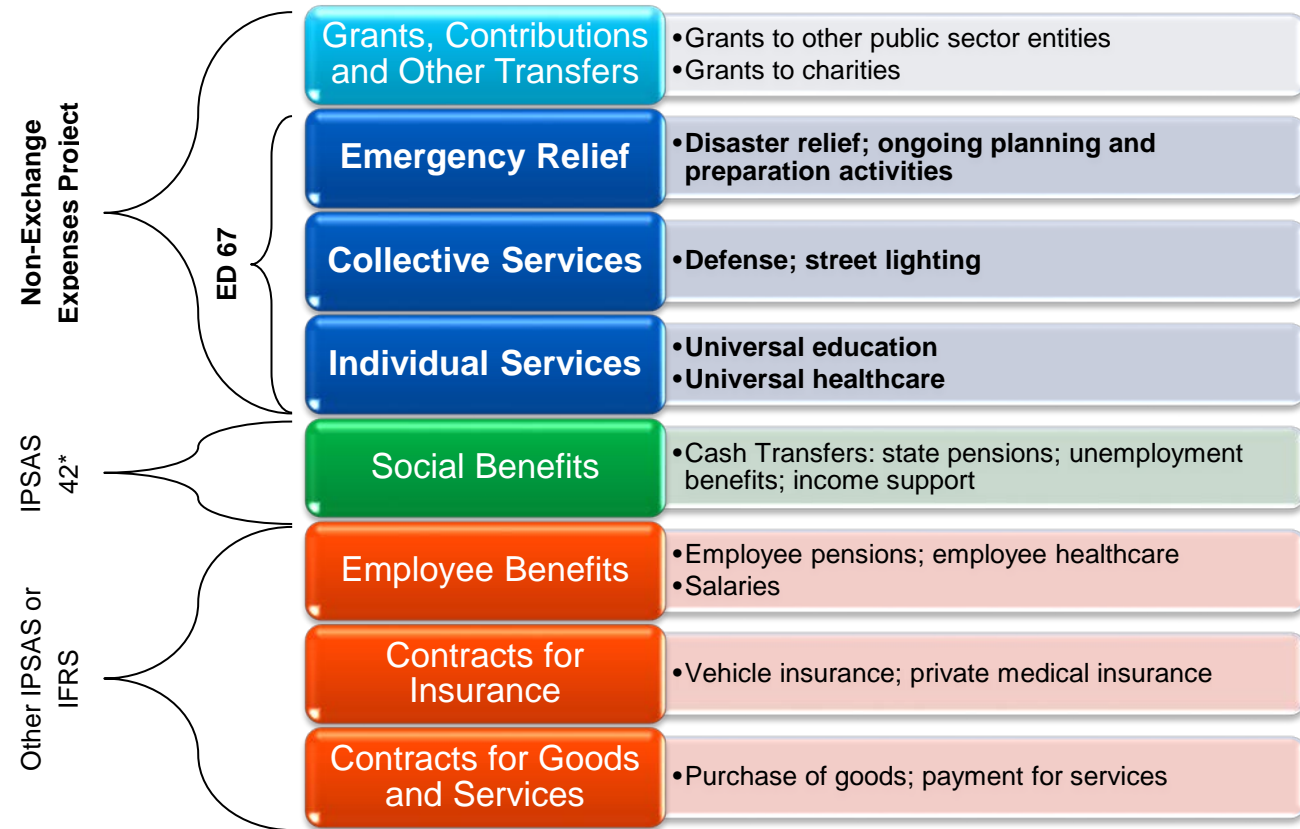 Non-Exchange
Expenses Project
ED 67
IPSAS
42*
Other IPSAS or
IFRS
Grants, Contributions
and Other Transfers
•Grants to other public sector entities
•Grants to charities
Emergency Relief
•Disaster relief; ongoing planning and
preparation activities
Collective Services
•Defense; street lighting
Individual Services
•Universal education
•Universal healthcare
Social Benefits
•Cash Transfers: state pensions; unemployment
benefits; income support
Employee Benefits
•Employee pensions; employee healthcare
•Salaries
Contracts for
Insurance
•Vehicle insurance; private medical insurance
Contracts for Goods
and Services
•Purchase of goods; payment for services